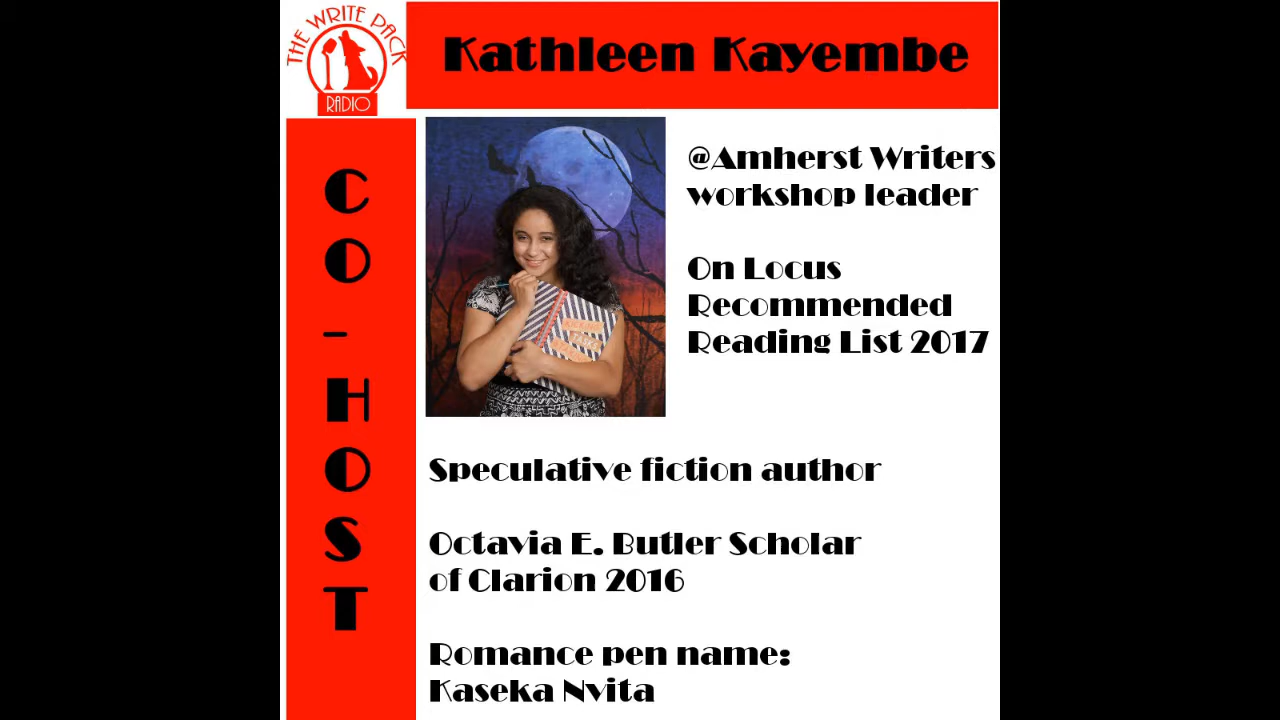 THE WRITE PACK
RADIO
Kathleen Kayembe
CO-HOST
@Amherst Writers
workshop leader
On Locus
Recommended
Reading List 2017
Speculative fiction author
Octavia E. Butler Scholar
of Clarion 2016
Romance pen name:
Kaseka Nvita